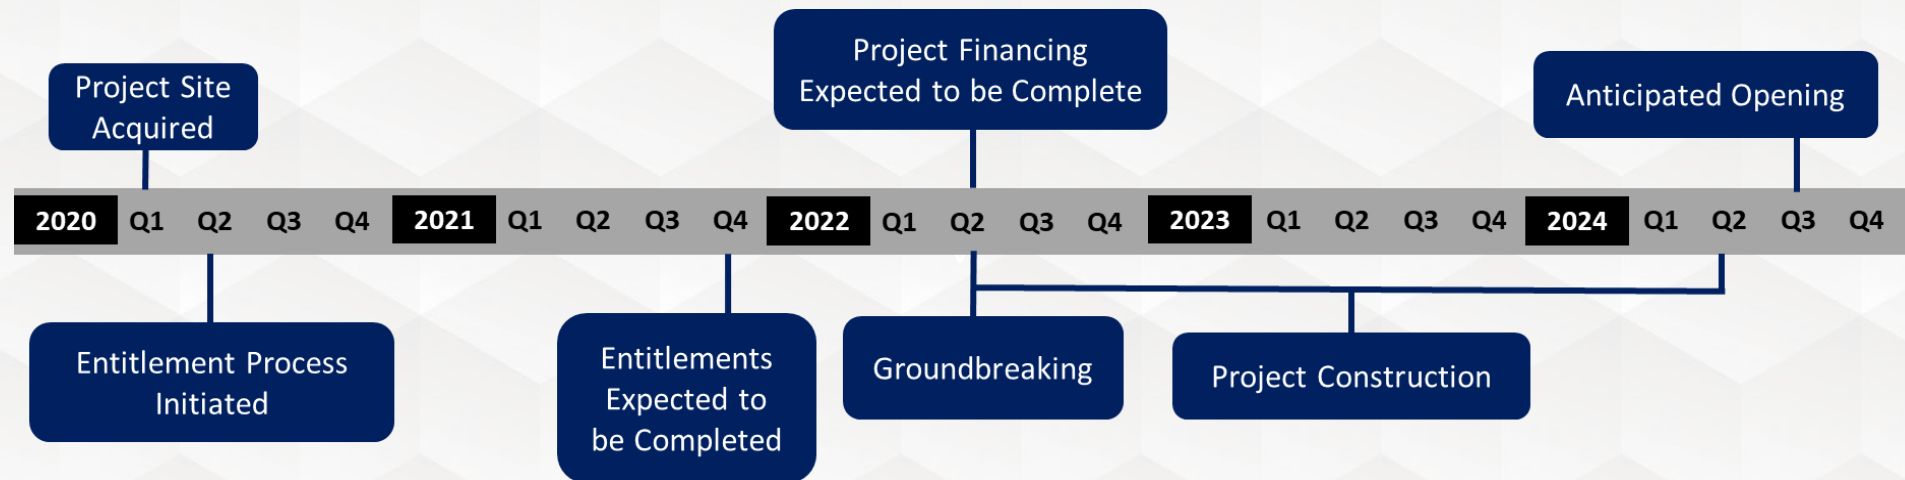 Project Site
Acquired
Project Financing
Expected to be Complete
Anticipated Opening
2020 Q1 Q2 Q3 Q4 2021 Q1 Q2 Q3 Q4 2022 Q1 Q2 Q3 Q4 2023 Q1 Q2 Q3 Q4 2024 Q1 Q2 Q3 Q4
Entitlement Process
Initiated
Entitlements
Expected to
be Completed
Groundbreaking
Project Construction